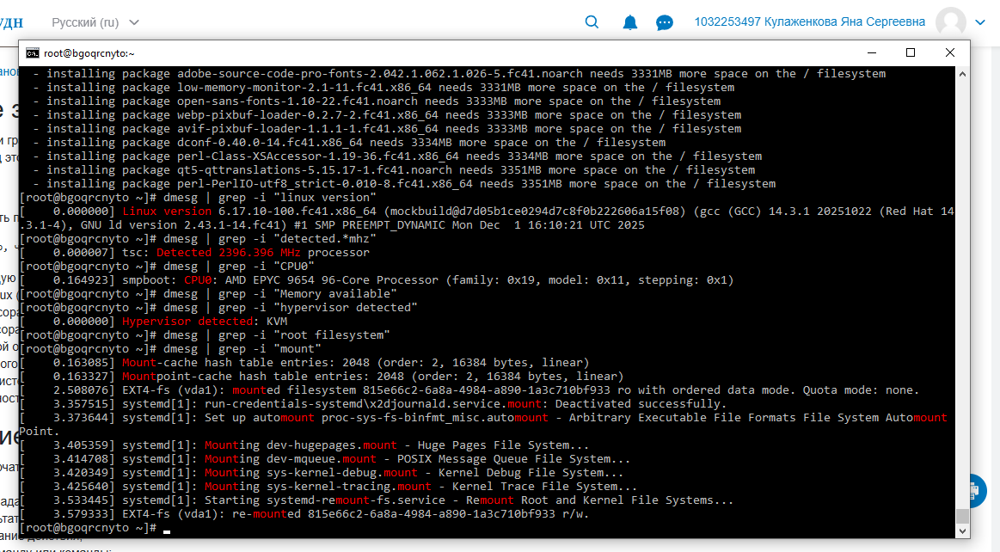 УДН
Русский (ru)
1032253497 Кулаженкова Яна Сергеевна
root@bgoqrcnyto:~
- installing package adobe-source-code-pro-fonts-2.042.1.062.1.026-5.fc41.noarch needs 3331MB more space on the / filesystem
- installing package low-memory-monitor-2.1-11.fc41.x86_64 needs 3331MB more space on the / filesystem
- installing package open-sans-fonts-1.10-22.fc41.noarch needs 3333MB more space on the / filesystem
- installing package webp-pixbuf-loader-0.2.7-2.fc41.x86_64 needs 3333MB more space on the / filesystem
- installing package avif-pixbuf-loader-1.1.1-1.fc41.x86_64 needs 3333MB more space on the / filesystem
- installing package dconf-0.40.0-14.fc41.x86_64 needs 3334MB more space on the / filesystem
- installing package perl-Class-XSAccessor-1.19-36.fc41.x86_64 needs 3334MB more space on the / filesystem
- installing package qt5-qttranslations-5.15.17-1.fc41.noarch needs 3351MB more space on the / filesystem
- installing package perl-PerlIO-utf8_strict-0.010-8.fc41.x86_64 needs 3351MB more space on the / filesystem
[root@bgoqrcnyto ~]# dmesg | grep -i "linux version"
[    0.000000] Linux version 6.17.10-100.fc41.x86_64 (mockbuild@d7d05b1ce0294d7c8f0b222606a15f08) (gcc (GCC) 14.3.1 20251022 (Red Hat 14
.3.1-4), GNU ld version 2.43.1-14.fc41) #1 SMP PREEMPT_DYNAMIC Mon Dec  1 16:10:21 UTC 2025
[root@bgoqrcnyto ~]# dmesg | grep -i "detected.*mhz"
[    0.000007] tsc: Detected 2396.396 MHz processor
[root@bgoqrcnyto ~]# dmesg | grep -i "CPU0"
[    0.164923] smpboot: CPU0: AMD EPYC 9654 96-Core Processor (family: 0x19, model: 0x11, stepping: 0x1)
[root@bgoqrcnyto ~]# dmesg | grep -i "Memory available"
[root@bgoqrcnyto ~]# dmesg | grep -i "hypervisor detected"
[    0.000000] Hypervisor detected: KVM
[root@bgoqrcnyto ~]# dmesg | grep -i "root filesystem"
[root@bgoqrcnyto ~]# dmesg | grep -i "mount"
[    0.163085] Mount-cache hash table entries: 2048 (order: 2, 16384 bytes, linear)
[    0.163327] Mountpoint-cache hash table entries: 2048 (order: 2, 16384 bytes, linear)
[    2.508076] EXT4-fs (vda1): mounted filesystem 815e66c2-6a8a-4984-a890-1a3c710bf933 ro with ordered data mode. Quota mode: none.
[    3.357515] systemd[1]: run-credentials-systemd\x2djournald.service.mount: Deactivated successfully.
[    3.373644] systemd[1]: Set up automount proc-sys-fs-binfmt_misc.automount - Arbitrary Executable File Formats File System Automount
Point.
[    3.405359] systemd[1]: Mounting dev-hugepages.mount - Huge Pages File System...
[    3.414708] systemd[1]: Mounting dev-mqueue.mount - POSIX Message Queue File System...
[    3.420349] systemd[1]: Mounting sys-kernel-debug.mount - Kernel Debug File System...
[    3.425640] systemd[1]: Mounting sys-kernel-tracing.mount - Kernel Trace File System...
[    3.533445] systemd[1]: Starting systemd-remount-fs.service - Remount Root and Kernel File Systems...
[    3.579333] EXT4-fs (vda1): re-mounted 815e66c2-6a8a-4984-a890-1a3c710bf933 r/w.
[root@bgoqrcnyto ~]#